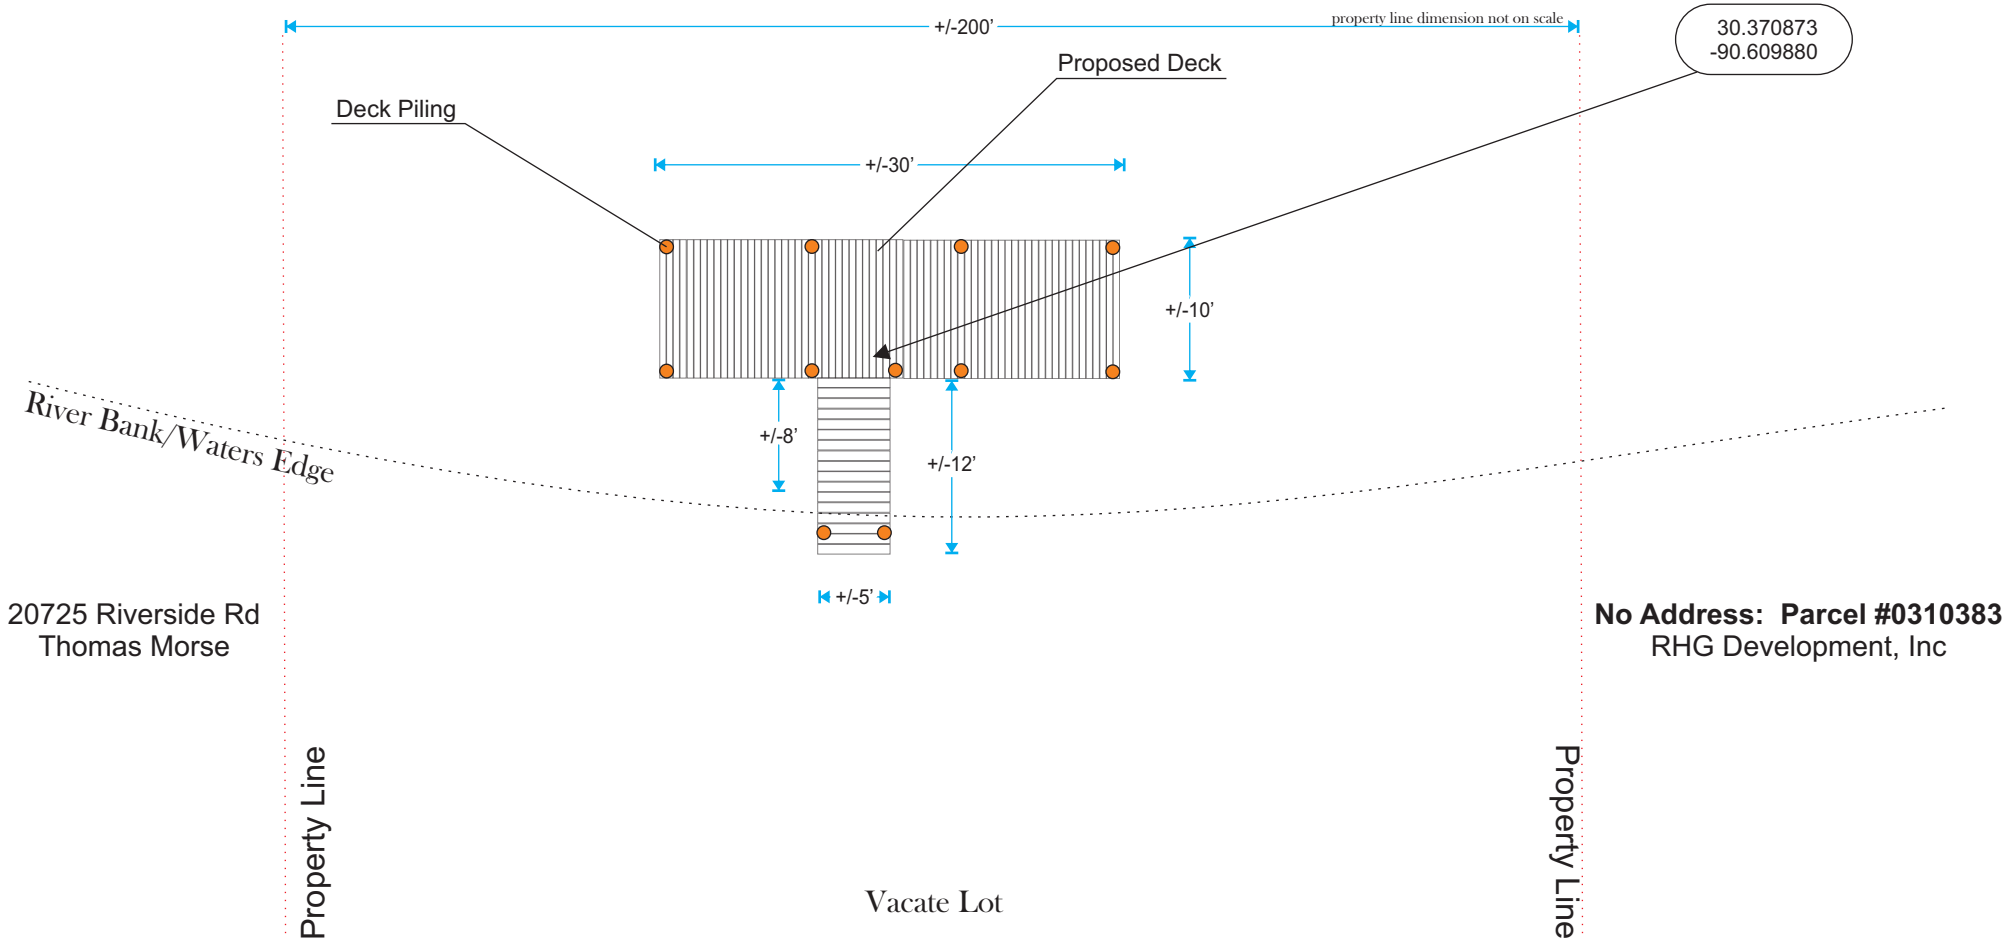 +/-200’
property line dimension not on scale
30.370873
-90.609880
Proposed Deck
Deck Piling
+/-30’
+/-10’
River Bank/Waters Edge
+/-8’
+/-12’
+/-5’
20725 Riverside Rd
Thomas Morse
No Address: Parcel #0310383
RHG Development, Inc
Property Line
Property Line
Vacate Lot